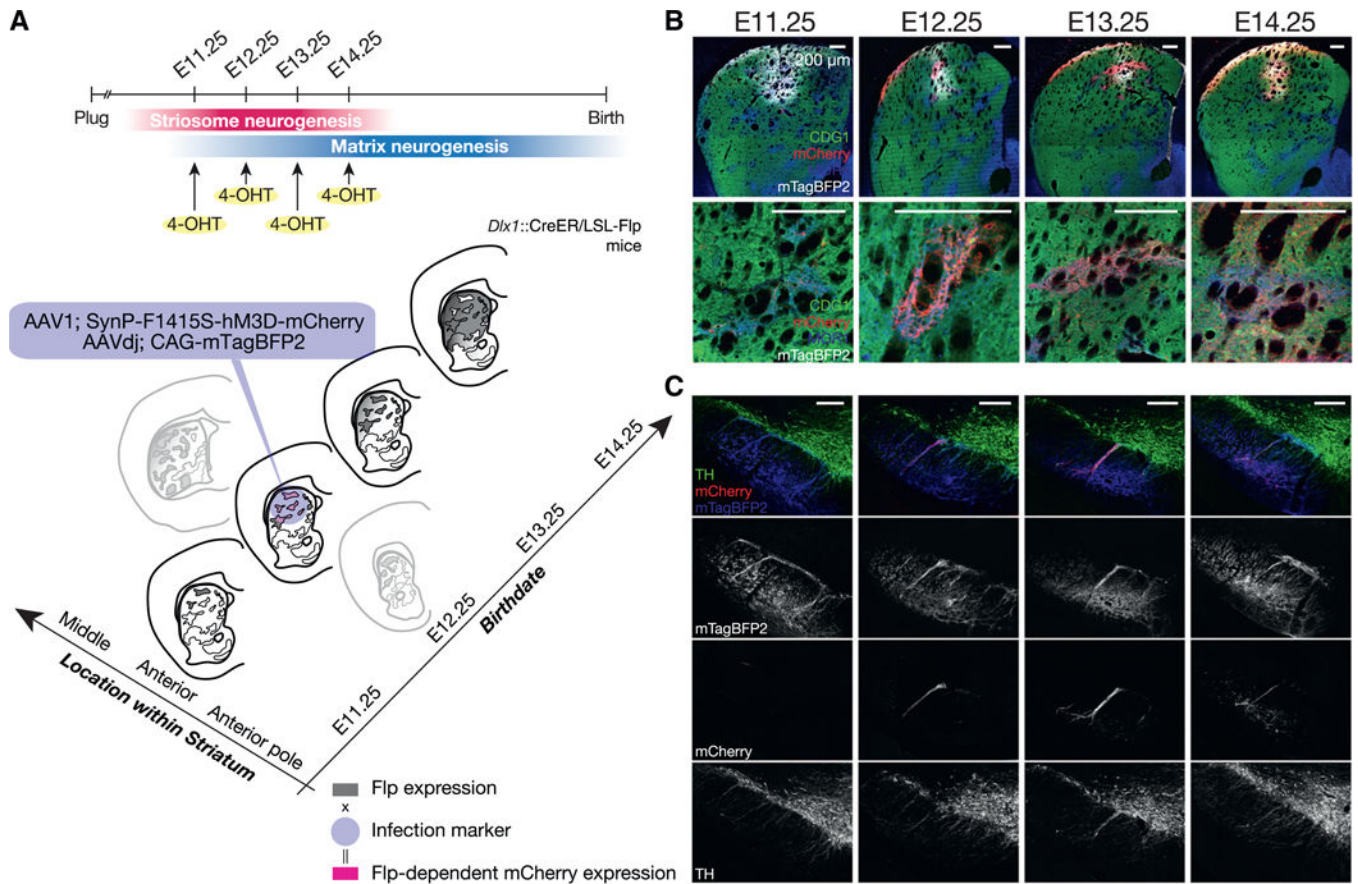 A
E11.25
E12.25
E13.25
E14.25
Plug
Birth
Striosome neurogenesis
Matrix neurogenesis
4-OHT
4-OHT
4-OHT
4-OHT
Dlx1::CreER/LSL-Flp
mice
AAV1; SynP-F1415S-hM3D-mCherry
AAVdj; CAG-mTagBFP2
E14.25
E13.25
E12.25
E11.25
Birthdate
Middle
Anterior
Anterior pole
Location within Striatum
Flp expression
x
Infection marker
=
Flp-dependent mCherry expression
B
E11.25
E12.25
E13.25
E14.25
200 µm
CDG1
mCherry
mTagBFP2
CDG1
mCherry
MOR1
mTagBFP2
C
TH
mCherry
mTagBFP2
mTagBFP2
mCherry
TH